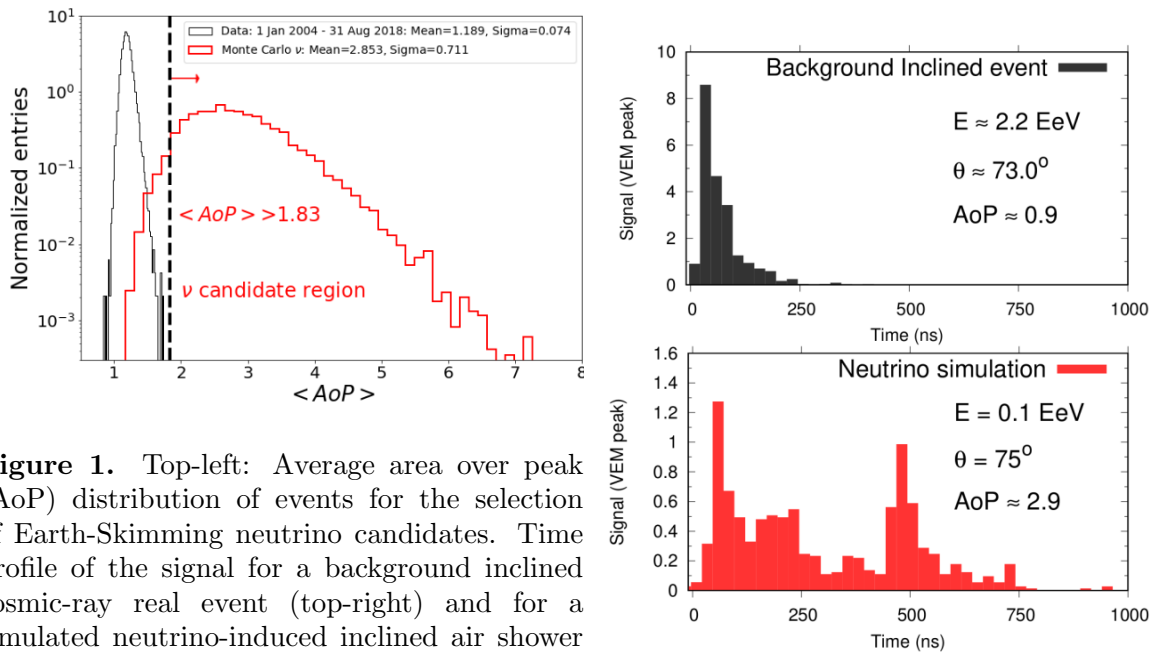 10^1
10^0
10^−1
10^−2
10^−3
Normalized entries
Data: 1 Jan 2004 - 31 Aug 2018: Mean=1.189, Sigma=0.074
Monte Carlo ν: Mean=2.853, Sigma=0.711
< AoP > >1.83
ν candidate region
1 2 3 4 5 6 7 8
< AoP >
10
8
6
4
2
0
Signal (VEM peak)
Background Inclined event
E ≈ 2.2 EeV
θ ≈ 73.0°
AoP ≈ 0.9
0 250 500 750 1000
Time (ns)
1.6
1.4
1.2
1
0.8
0.6
0.4
0.2
0
Signal (VEM peak)
Neutrino simulation
E = 0.1 EeV
θ = 75°
AoP ≈ 2.9
0 250 500 750 1000
Time (ns)
igure 1. Top-left: Average area over peak
AoP) distribution of events for the selection
f Earth-Skimming neutrino candidates. Time
rofile of the signal for a background inclined
osmic-ray real event (top-right) and for a
mulated neutrino-induced inclined air shower